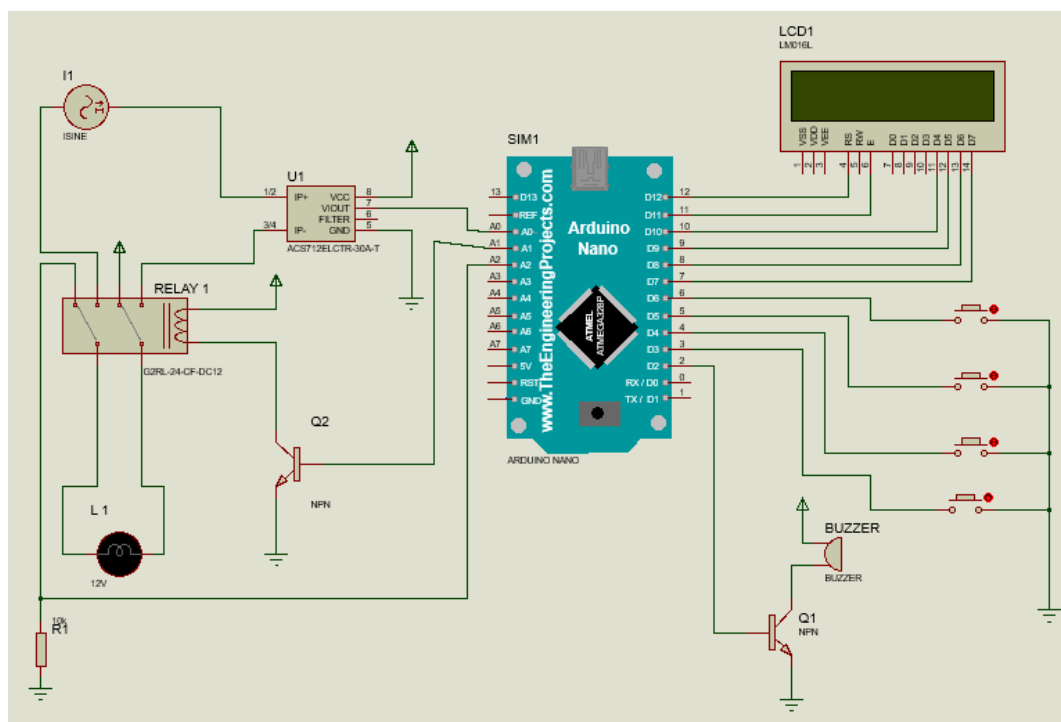 LCD1
LM016L
VSS
VDD
VEE
RS
RW
E
D0
D1
D2
D3
D4
D5
D6
D7
1
2
3
4
5
6
7
8
9
10
11
12
13
14
I1
ISINE
U1
1/2
IP+
VCC
8
VIOUT
7
FILTER
6
3/4
IP-
GND
5
ACS712ELCTR-30A-T
RELAY 1
G2RL-24-CF-DC12
Q2
NPN
L 1
12V
10k
R1
SIM1
www.TheEngineeringProjects.com
Arduino
Nano
ATMEL
ATMEGA328P
13
D13
REF
A0
A0-
A1
A1
A2
A2
A3
A3
A4
A4
A5
A5
A6
A6
A7
A7
5V
RST
GND
D12
12
D11
11
D10
10
D9
9
D8
8
D7
7
D6
6
D5
5
D4
4
D3
3
D2
2
RX / D0
0
TX / D1
1
ARDUINO NANO
BUZZER
BUZZER
Q1
NPN